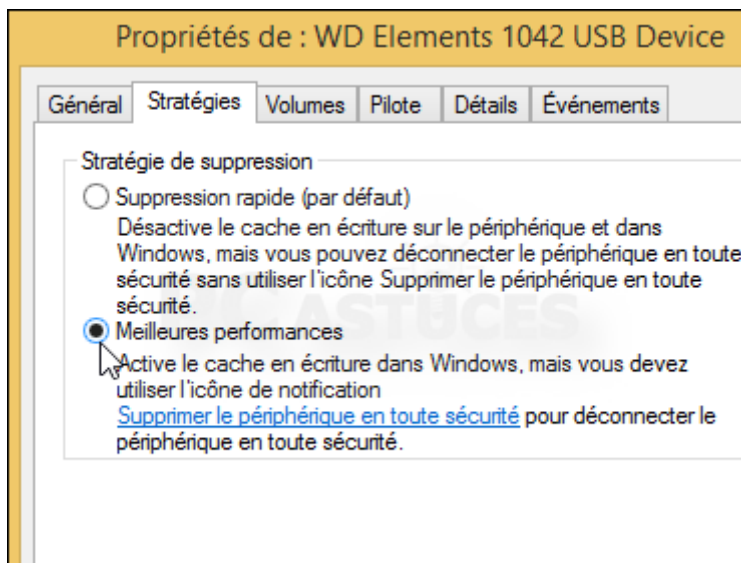 Propriétés de : WD Elements 1042 USB Device
Général Stratégies Volumes Pilote Détails Événements
Stratégie de suppression
Suppression rapide (par défaut)
Désactive le cache en écriture sur le périphérique et dans
Windows, mais vous pouvez déconnecter le périphérique en toute
sécurité sans utiliser l'icône Supprimer le périphérique en toute
sécurité.
PC ASTUCES
Meilleures performances
Active le cache en écriture dans Windows, mais vous devez
utiliser l'icône de notification
Supprimer le périphérique en toute sécurité pour déconnecter le
périphérique en toute sécurité.